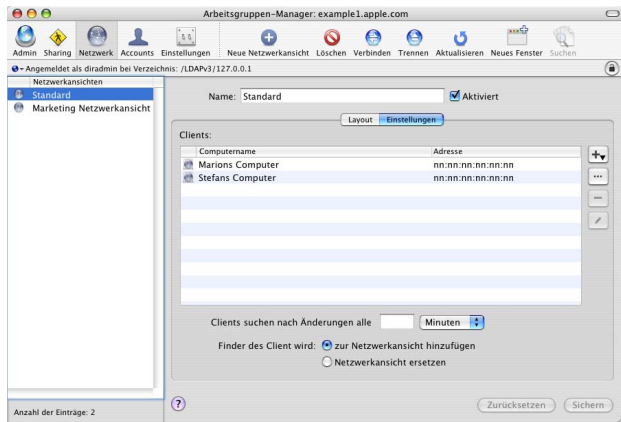 Arbeitsgruppen-Manager: example1.apple.com
Admin Sharing Netzwerk Accounts Einstellungen Neue Netzwerkansicht Löschen Verbinden Trennen Aktualisieren Neues Fenster Suchen
Angemeldet als diradmin bei Verzeichnis: /LDAPv3/127.0.0.1
Netzwerkansichten
Standard
Marketing Netzwerkansicht
Name: Standard Aktiviert
Layout Einstellungen
Clients:
Computername Adresse
Marions Computer nn:nn:nn:nn:nn:nn
Stefans Computer nn:nn:nn:nn:nn:nn
Clients suchen nach Änderungen alle Minuten
Finder des Client wird: zur Netzwerkansicht hinzufügen
Netzwerkansicht ersetzen
Anzahl der Einträge: 2
? Zurücksetzen Sichern